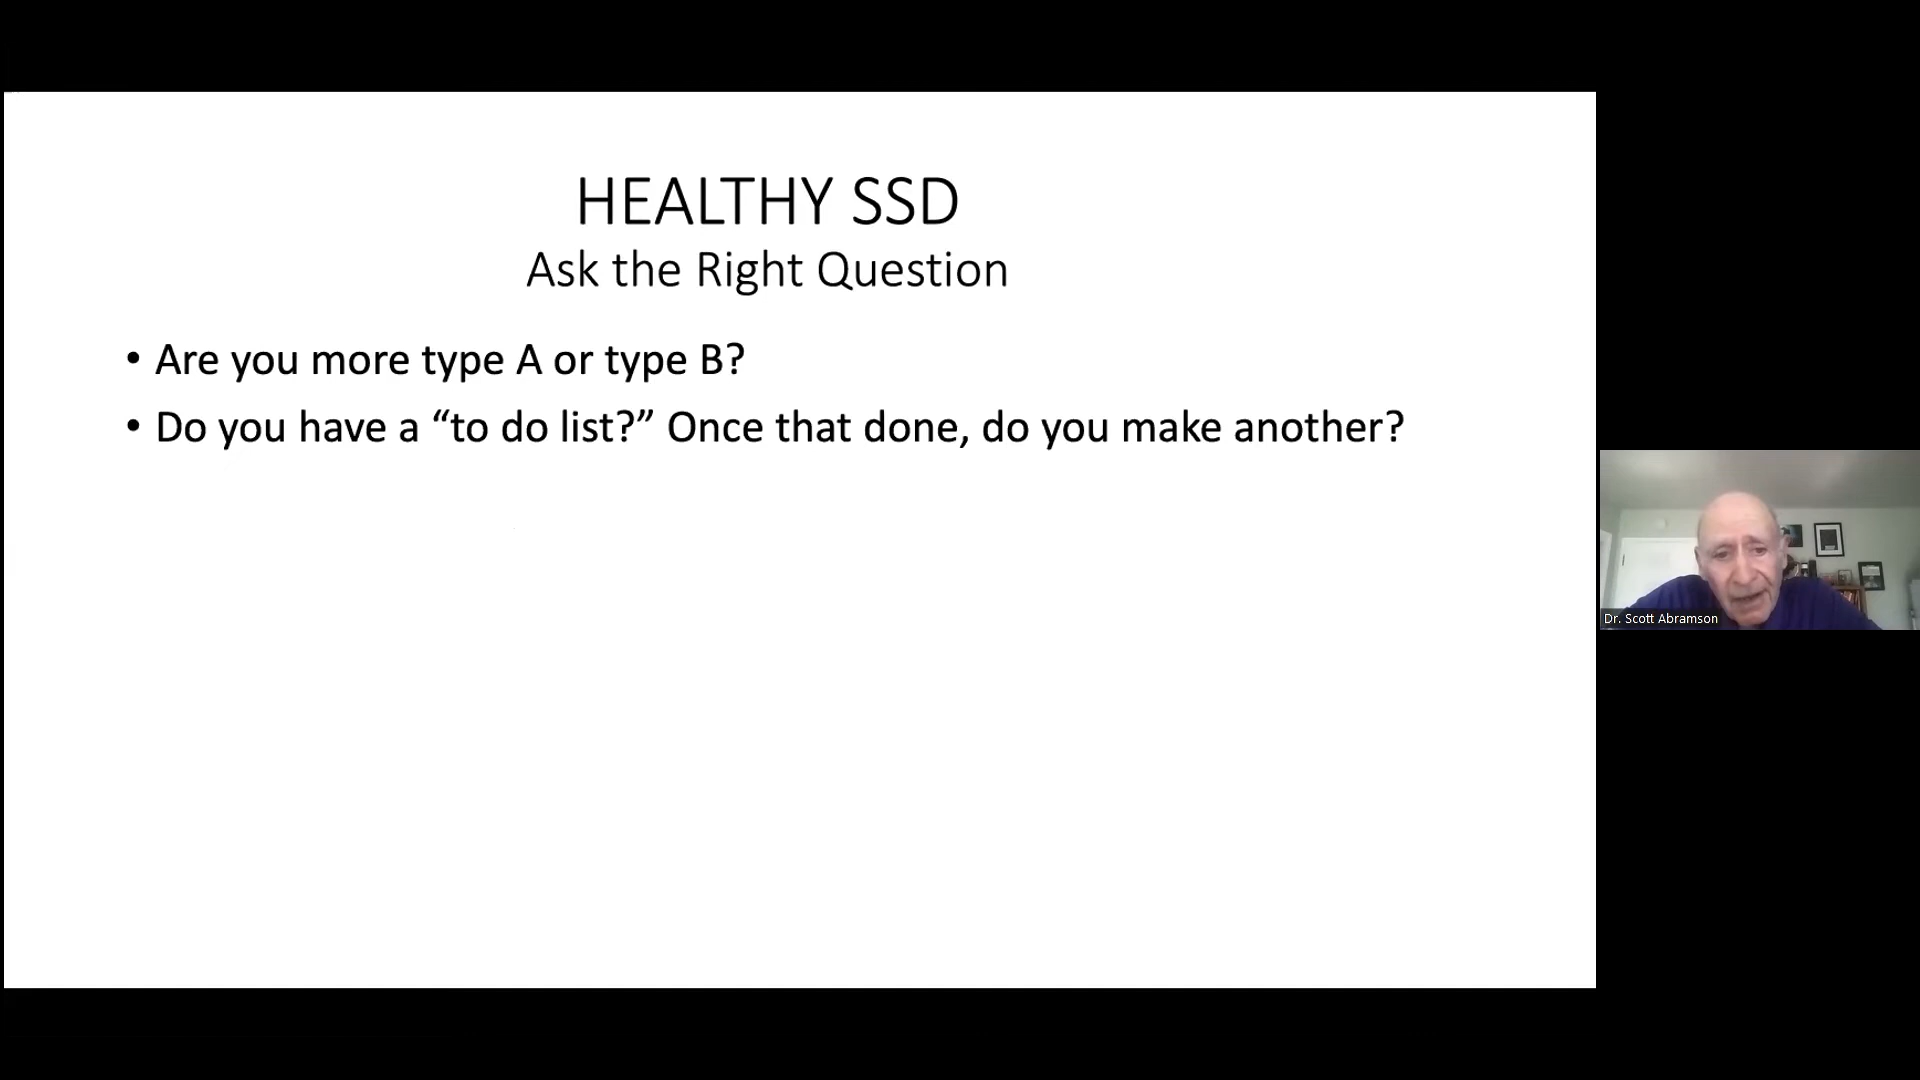 HEALTHY SSD
Ask the Right Question
• Are you more type A or type B?
• Do you have a “to do list?” Once that done, do you make another?
Dr. Scott Abramson